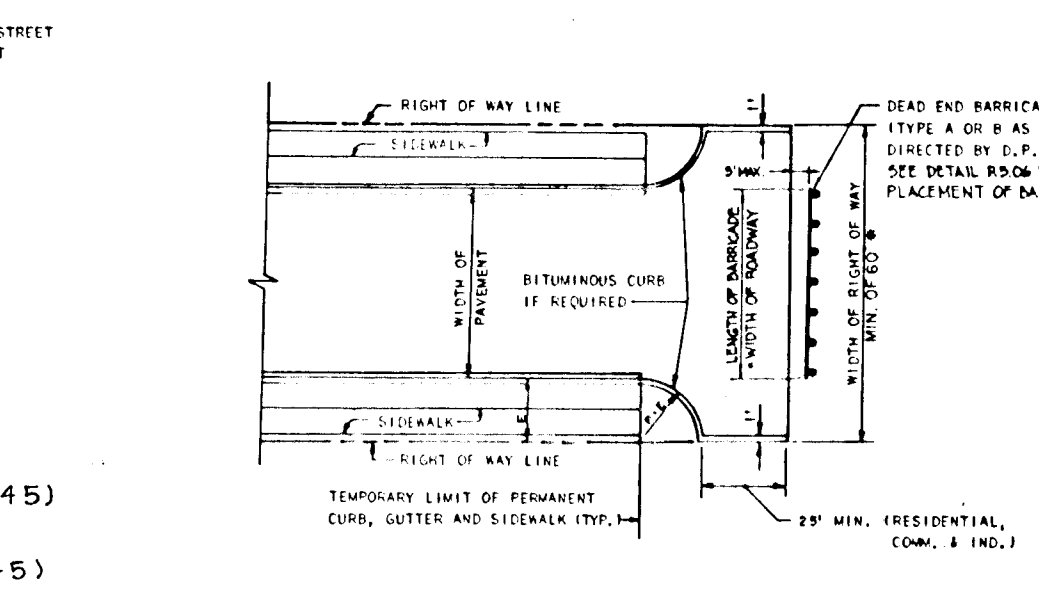 STREET
T
RIGHT OF WAY LINE
SIDEWALK
1'
DEAD END BARRICA
(TYPE A OR B AS
DIRECTED BY D.P.
SEE DETAIL R5.06
PLACEMENT OF BA
5' MAX.
WIDTH OF
PAVEMENT
BITUMINOUS CURB
IF REQUIRED
LENGTH OF BARRICADE
=WIDTH OF ROADWAY
WIDTH OF RIGHT OF WAY
MIN. OF 60' *
SIDEWALK
E
R=E
1'
RIGHT OF WAY LINE
45)
TEMPORARY LIMIT OF PERMANENT
CURB, GUTTER AND SIDEWALK (TYP.)
25' MIN. (RESIDENTIAL,
COMM. & IND.)
5)